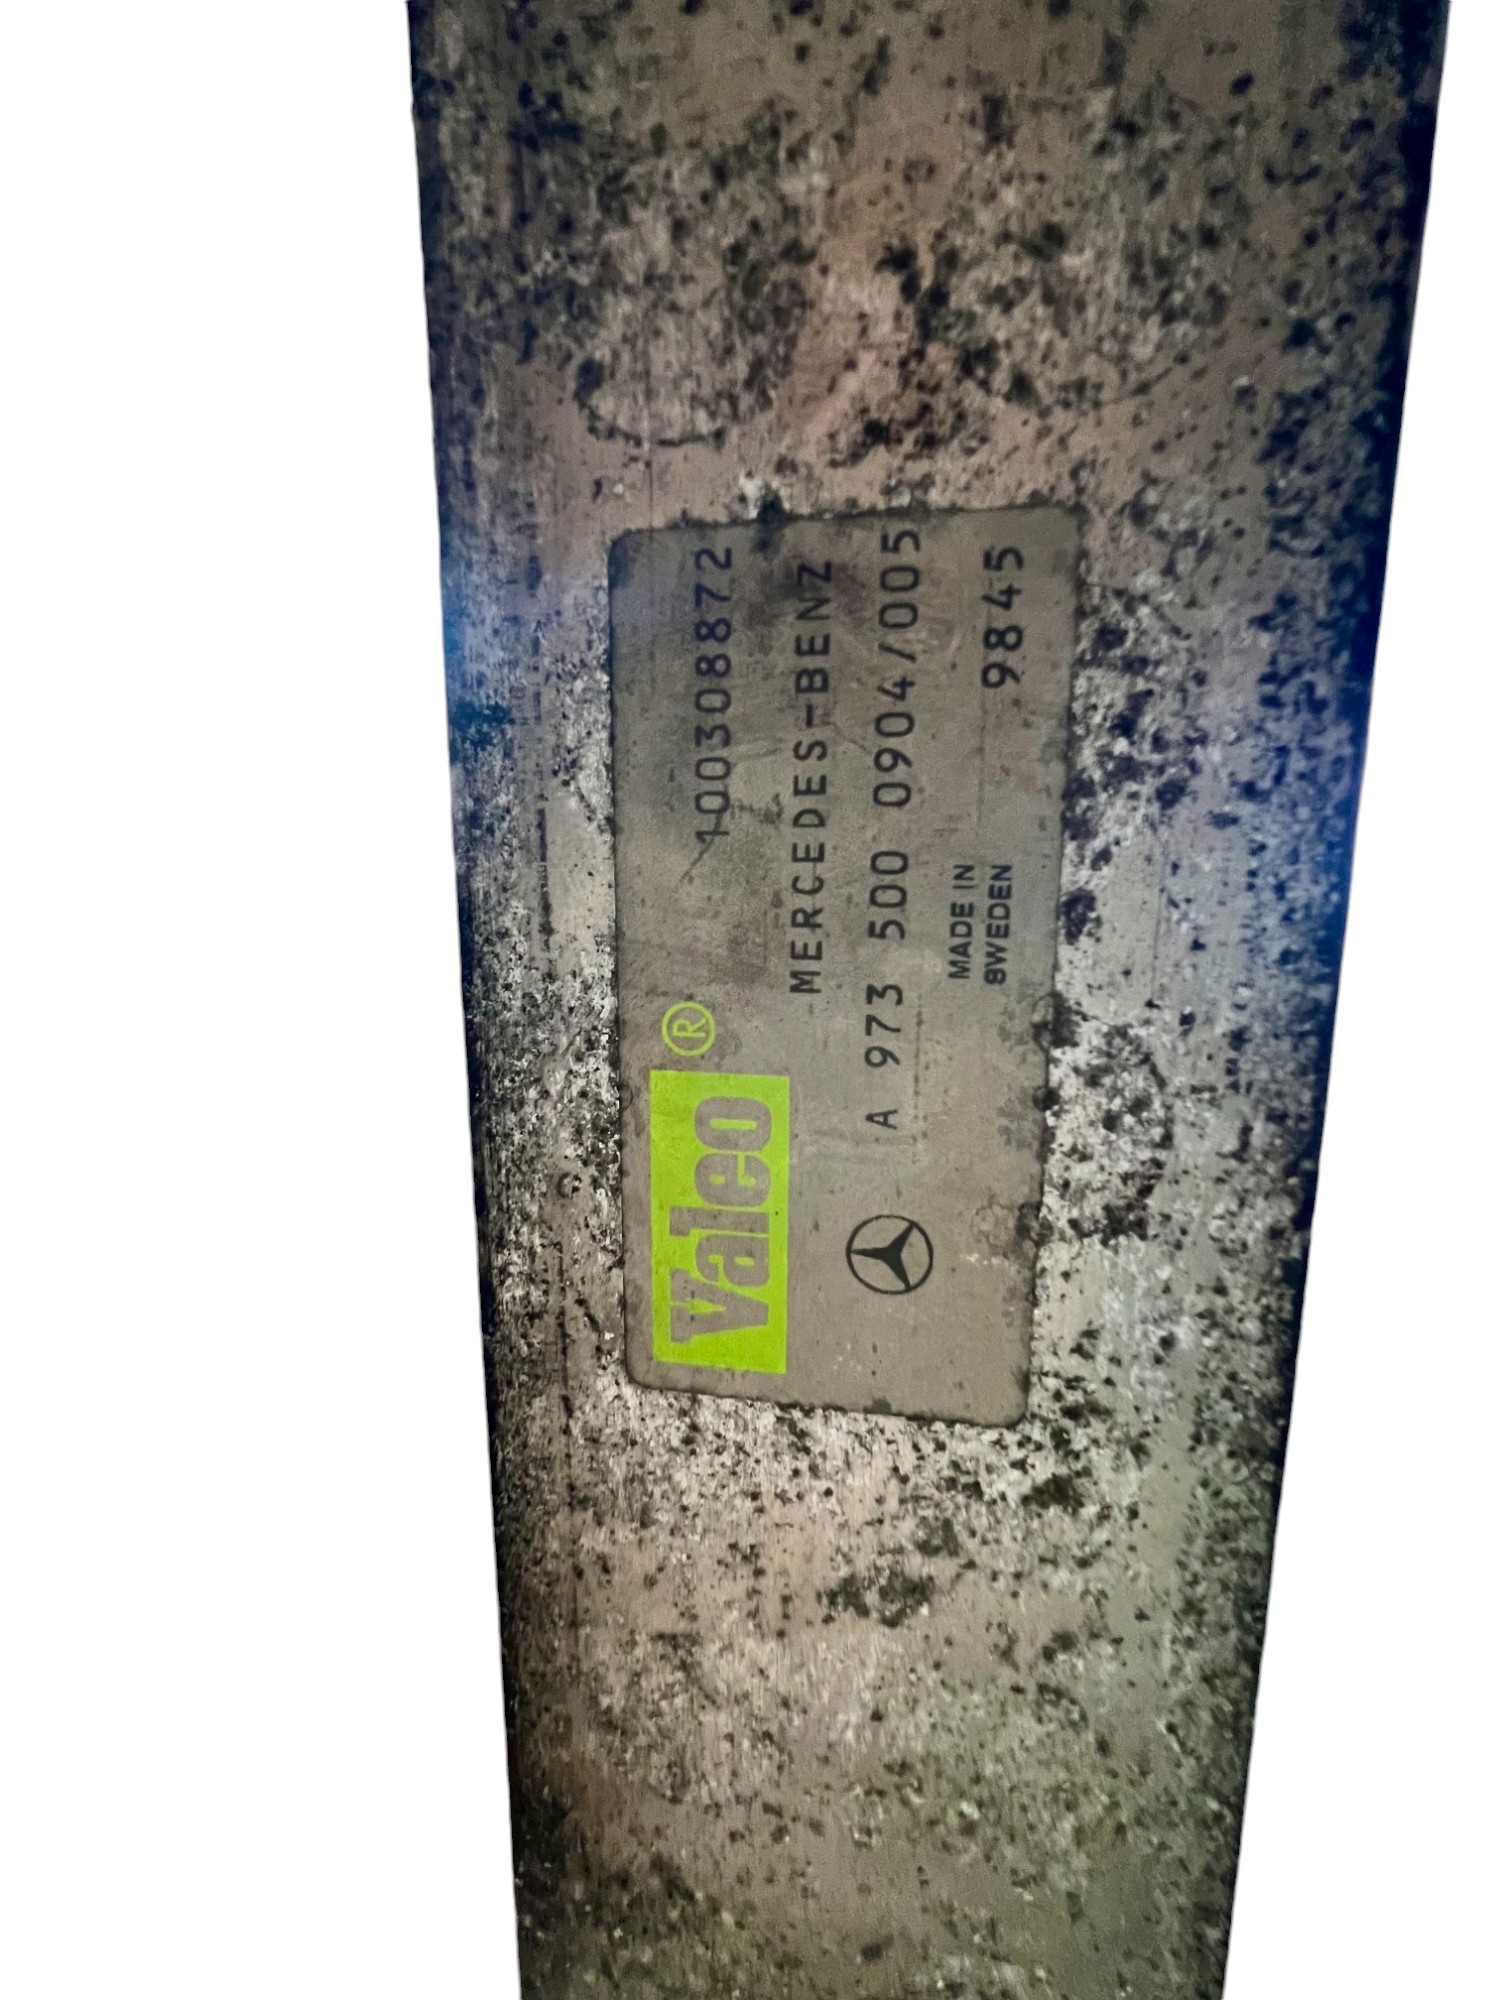 Valeo® 100308872
MERCEDES-BENZ
A 973 500 0904/005
MADE IN
SWEDEN 9845